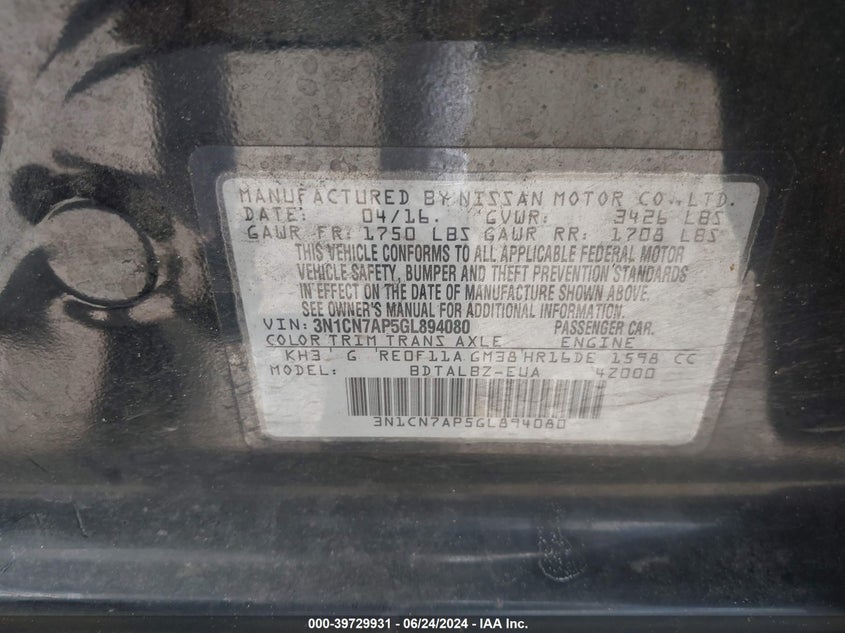 MANUFACTURED BY NISSAN MOTOR CO., LTD.
DATE: 04/16. GVWR: 3426 LBS
GAWR FR: 1750 LBS GAWR RR: 1708 LBS
THIS VEHICLE CONFORMS TO ALL APPLICABLE FEDERAL MOTOR
VEHICLE SAFETY, BUMPER AND THEFT PREVENTION STANDARDS
IN EFFECT ON THE DATE OF MANUFACTURE SHOWN ABOVE.
SEE OWNER'S MANUAL FOR ADDITIONAL INFORMATION.
VIN: 3N1CN7AP5GL894080 PASSENGER CAR.
COLOR TRIM TRANS AXLE ENGINE
KH3 G RE0F11A GM38 HR16DE 1598 CC
MODEL: BDTALBZ-EUA 4Z000
3N1CN7AP5GL894080
000-39729931 - 06/24/2024 - IAA Inc.